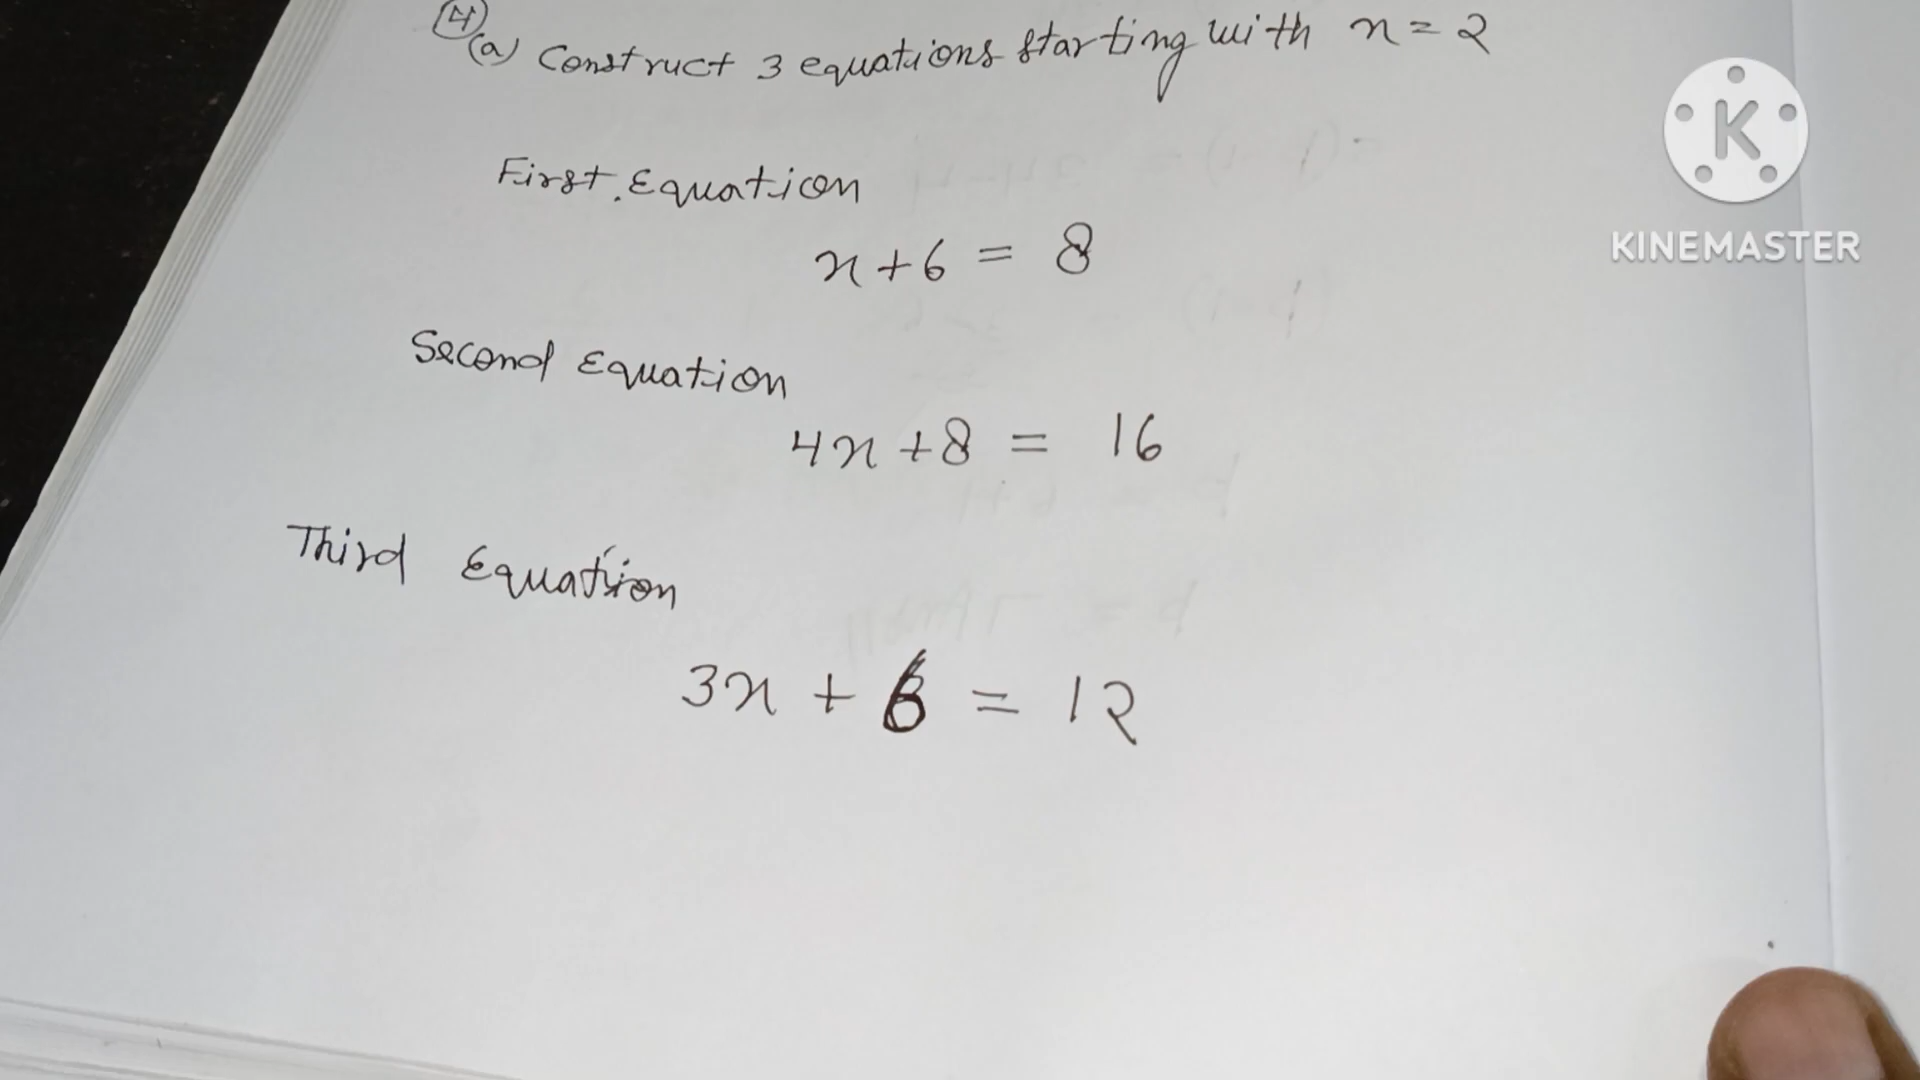 ④
(a) Construct 3 equations starting with x = 2
First. Equation
x + 6 = 8
Second Equation
4x + 8 = 16
Third Equation
3x + 6 = 12
K
KINEMASTER